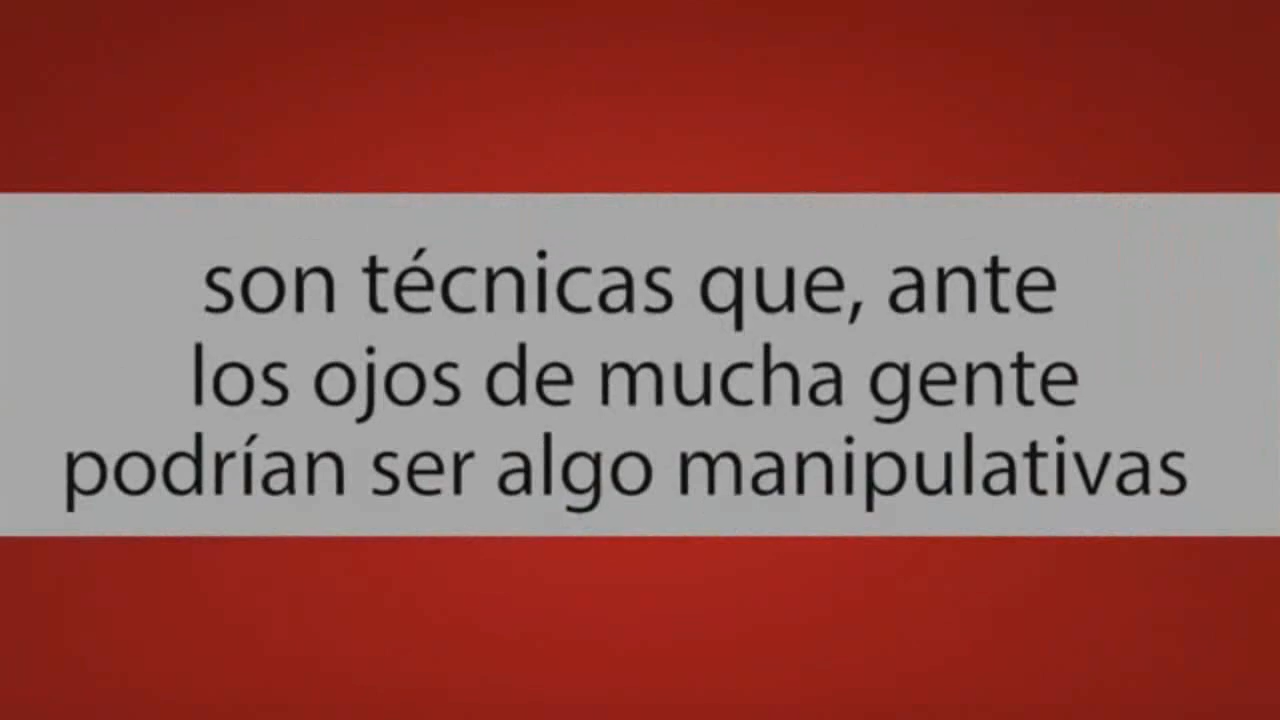 son técnicas que, ante
los ojos de mucha gente
podrían ser algo manipulativas